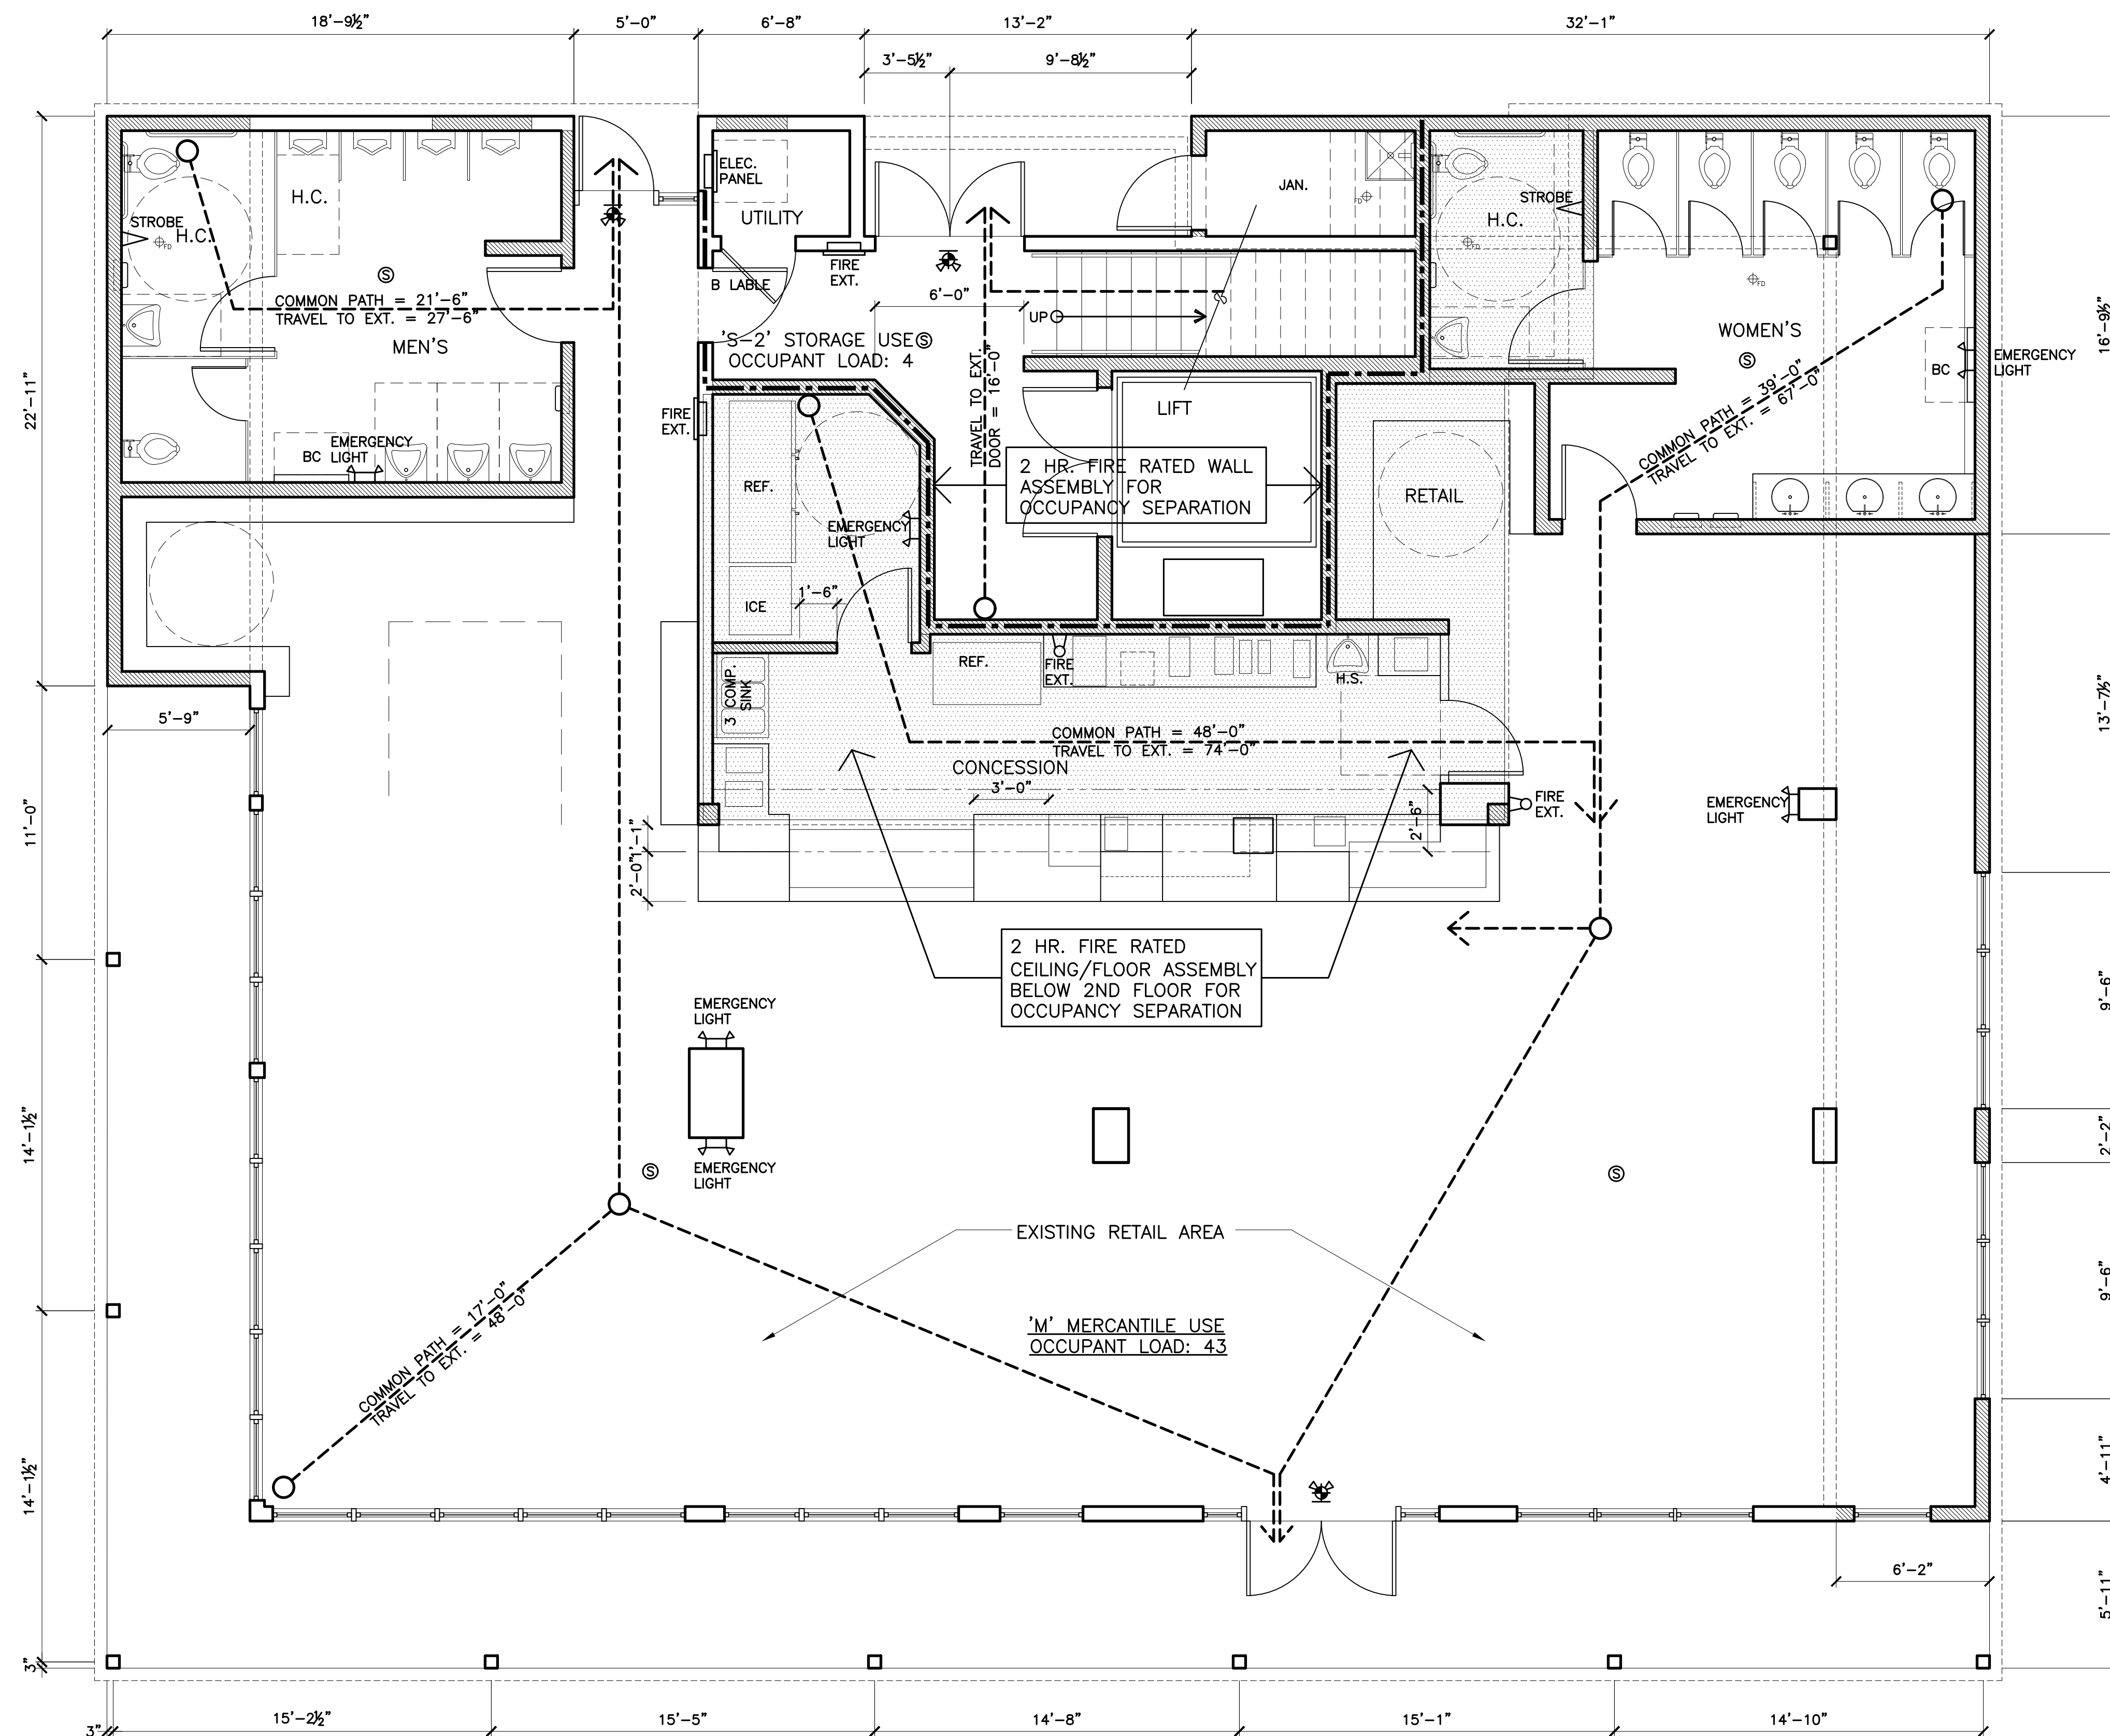 18'-9½"
5'-0"
6'-8"
13'-2"
32'-1"
3'-5½"
9'-8½"
ELEC.
PANEL
UTILITY
JAN.
FD
H.C.
STROBE
H.C.
FD
STROBE
H.C.
FD
FD
FIRE
EXT.
B LABLE
6'-0"
S
COMMON PATH = 21'-6"
TRAVEL TO EXT. = 27'-6"
MEN'S
UP
'S-2' STORAGE USE S
OCCUPANT LOAD: 4
TRAVEL TO EXT.
DOOR = 16'-0"
WOMEN'S
S
BC
EMERGENCY
LIGHT
16'-9½"
22'-11"
COMMON PATH = 39'-0"
TRAVEL TO EXT. = 67'-0"
LIFT
FIRE
EXT.
EMERGENCY
BC LIGHT
REF.
2 HR. FIRE RATED WALL
ASSEMBLY FOR
OCCUPANCY SEPARATION
RETAIL
EMERGENCY
LIGHT
ICE
1'-6"
3 COMP.
SINK
REF.
FIRE
EXT.
H.S.
5'-9"
13'-7½"
COMMON PATH = 48'-0"
TRAVEL TO EXT. = 74'-0"
CONCESSION
3'-0"
2'-6"
FIRE
EXT.
EMERGENCY
LIGHT
11'-0"
1'-1"
2'-0"
2 HR. FIRE RATED
CEILING/FLOOR ASSEMBLY
BELOW 2ND FLOOR FOR
OCCUPANCY SEPARATION
9'-6"
EMERGENCY
LIGHT
14'-1½"
2'-2"
EMERGENCY
LIGHT
S
S
EXISTING RETAIL AREA
9'-6"
'M' MERCANTILE USE
OCCUPANT LOAD: 43
COMMON PATH = 17'-0"
TRAVEL TO EXT. = 48'-0"
14'-1½"
4'-11"
6'-2"
5'-11"
3"
3"
15'-2½"
15'-5"
14'-8"
15'-1"
14'-10"